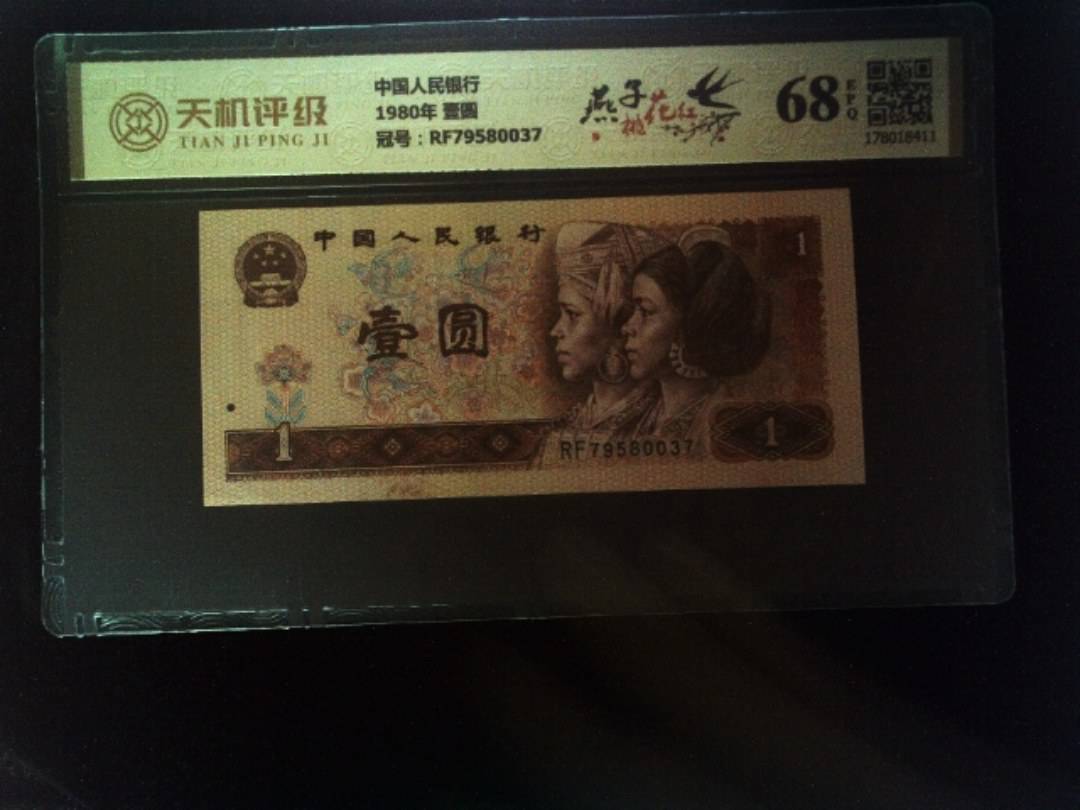 天机评级
TIAN JI PING JI
中国人民银行
1980年 壹圆
冠号：RF79580037
燕子桃花红
68
EPQ
178018411
中国人民银行
壹圆
1
1
RF79580037
1